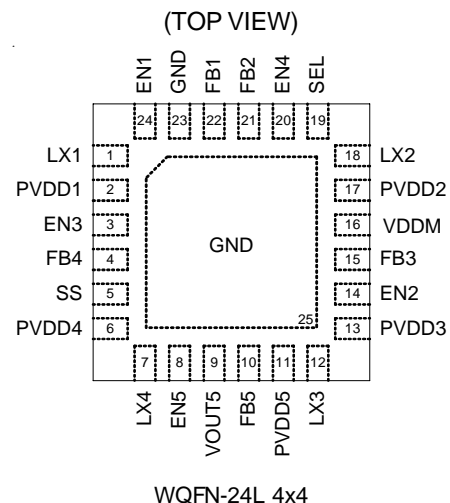 (TOP VIEW)
EN1 GND FB1 FB2 EN4 SEL
24 23 22 21 20 19
LX1 1 18 LX2
PVDD1 2 17 PVDD2
EN3 3 16 VDDM
FB4 4 GND 15 FB3
SS 5 14 EN2
PVDD4 6 25 13 PVDD3
7 8 9 10 11 12
LX4 EN5 VOUT5 FB5 PVDD5 LX3
WQFN-24L 4x4